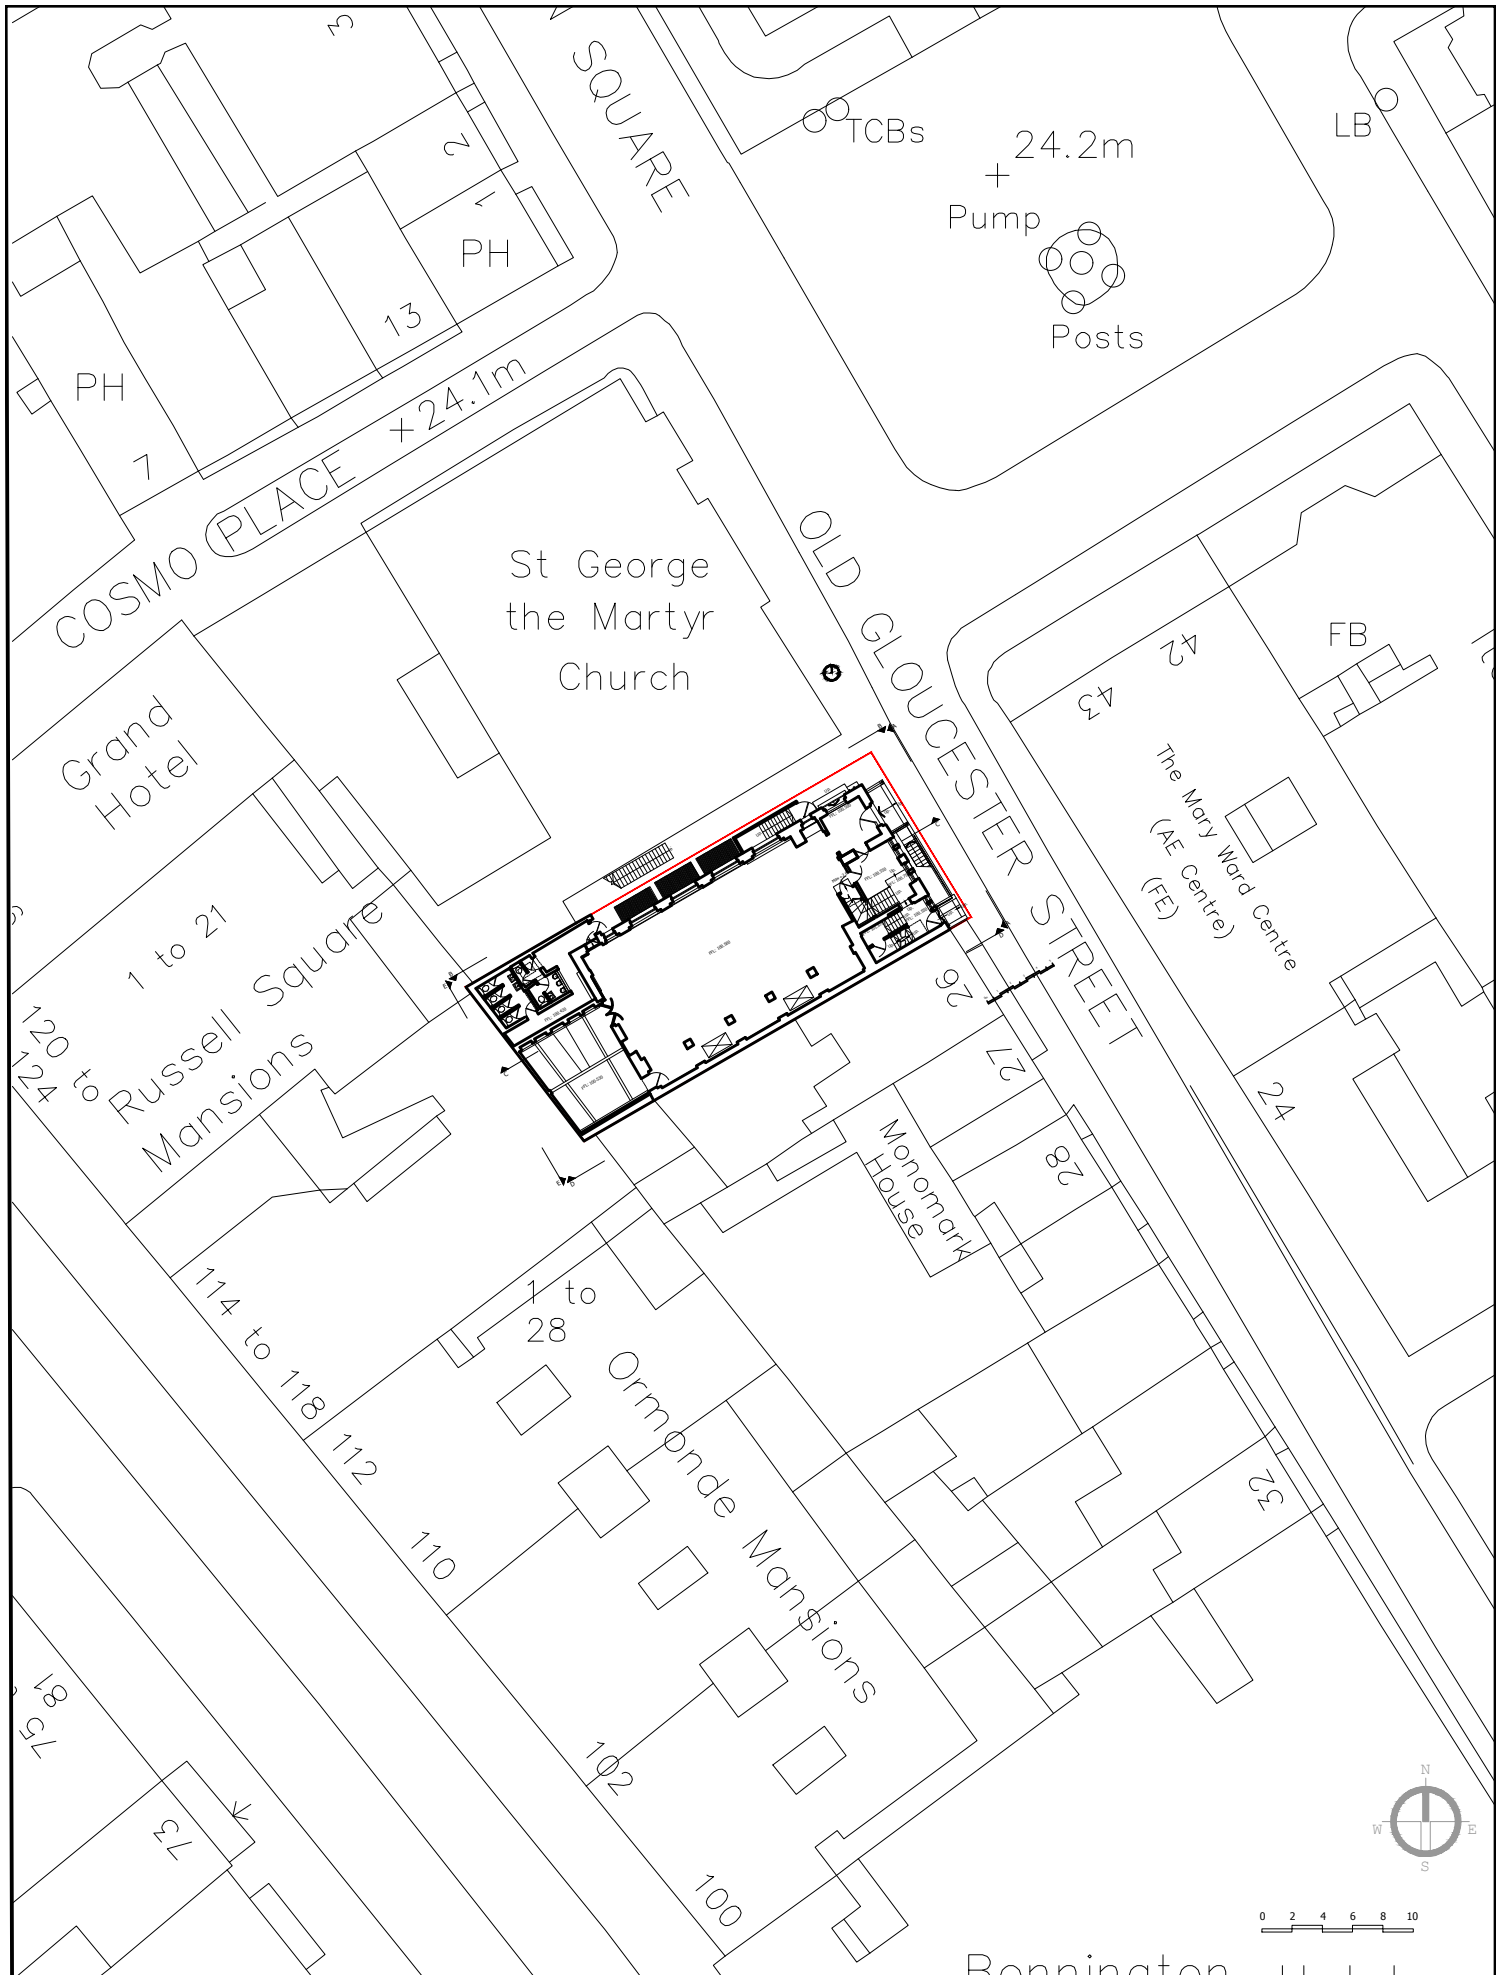 3
SQUARE
TCBs
24.2m
LB
2
1
PH
Pump
Posts
13
PH
24.1m
7
COSMO PLACE
OLD GLOUCESTER STREET
St George
the Martyr
Church
42
43
FB
Grand
Hotel
The Mary Ward Centre
(AE Centre)
(FE)
1 to 21
Russell Square
Mansions
120 to
124
26
27
24
28
Monomark
House
114 to 118
1 to
28
Ormonde Mansions
112
110
32
81
75
102
73
100
N
W
E
S
0 2 4 6 8 10
Bonnington